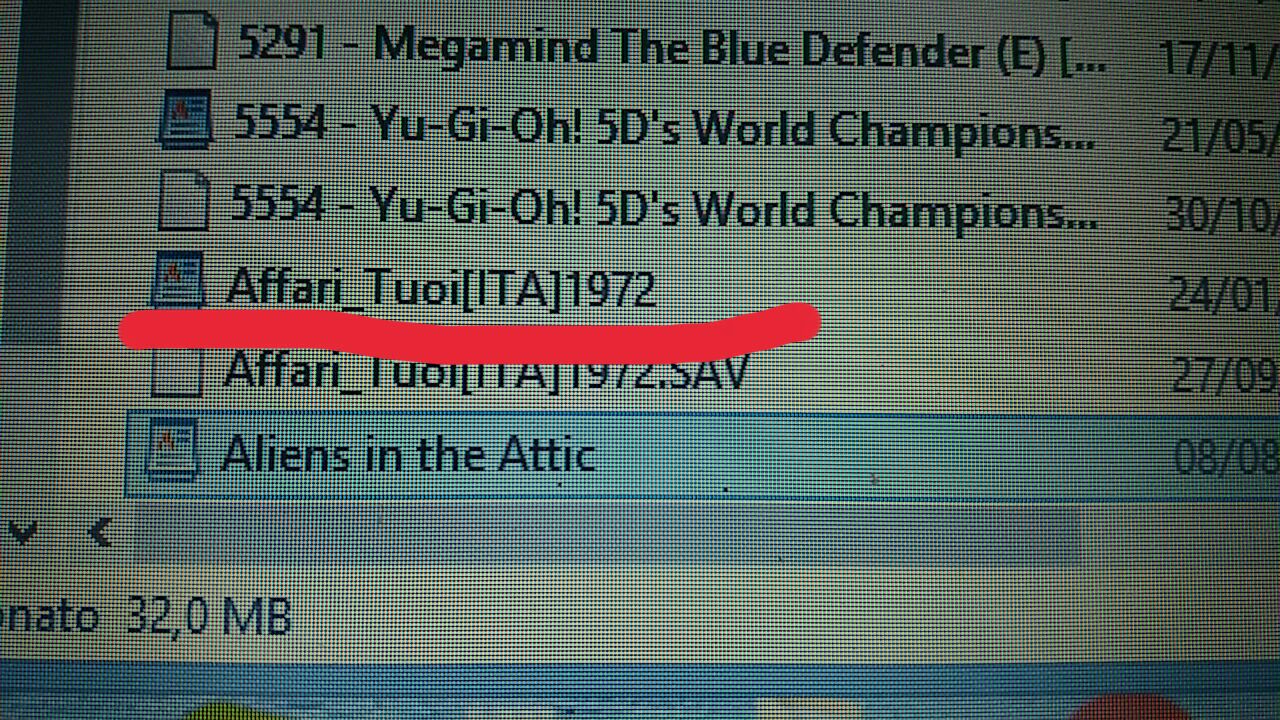 5291 - Megamind The Blue Defender (E) [... 17/11/
5554 - Yu-Gi-Oh! 5D's World Champions... 21/05/
5554 - Yu-Gi-Oh! 5D's World Champions... 30/10/
Affari_Tuoi[ITA]1972 24/01/
Affari_Tuoi[ITA]1972.SAV 27/09
Aliens in the Attic 08/08
onato 32,0 MB